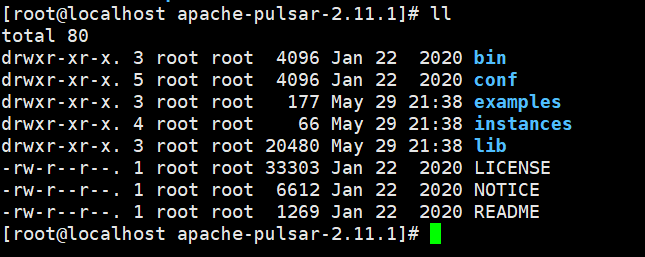 [root@localhost apache-pulsar-2.11.1]# ll
total 80
drwxr-xr-x. 3 root root  4096 Jan 22  2020 bin
drwxr-xr-x. 5 root root  4096 Jan 22  2020 conf
drwxr-xr-x. 3 root root   177 May 29 21:38 examples
drwxr-xr-x. 4 root root    66 May 29 21:38 instances
drwxr-xr-x. 3 root root 20480 May 29 21:38 lib
-rw-r--r--. 1 root root 33303 Jan 22  2020 LICENSE
-rw-r--r--. 1 root root  6612 Jan 22  2020 NOTICE
-rw-r--r--. 1 root root  1269 Jan 22  2020 README
[root@localhost apache-pulsar-2.11.1]#